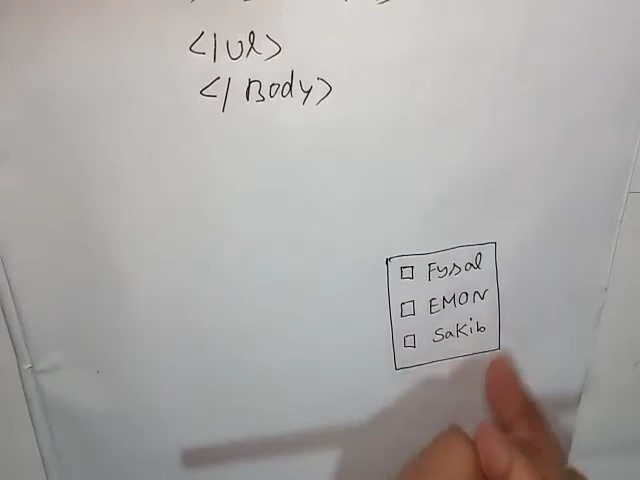 </Ul>
</Body>
□ Fysal
□ EMON
□ Sakib